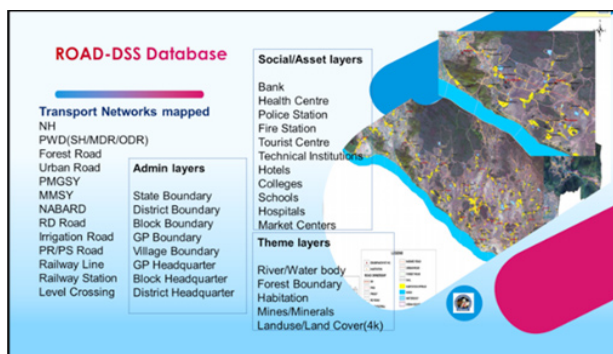 ROAD-DSS Database
Transport Networks mapped
NH
PWD(SH/MDR/ODR)
Forest Road
Urban Road
PMGSY
MMSY
NABARD
RD Road
Irrigation Road
PR/PS Road
Railway Line
Railway Station
Level Crossing
Admin layers
State Boundary
District Boundary
Block Boundary
GP Boundary
Village Boundary
GP Headquarter
Block Headquarter
District Headquarter
Social/Asset layers
Bank
Health Centre
Police Station
Fire Station
Tourist Centre
Technical Institutions
Hotels
Colleges
Schools
Hospitals
Market Centers
Theme layers
River/Water body
Forest Boundary
Habitation
Mines/Minerals
Landuse/Land Cover(4k)